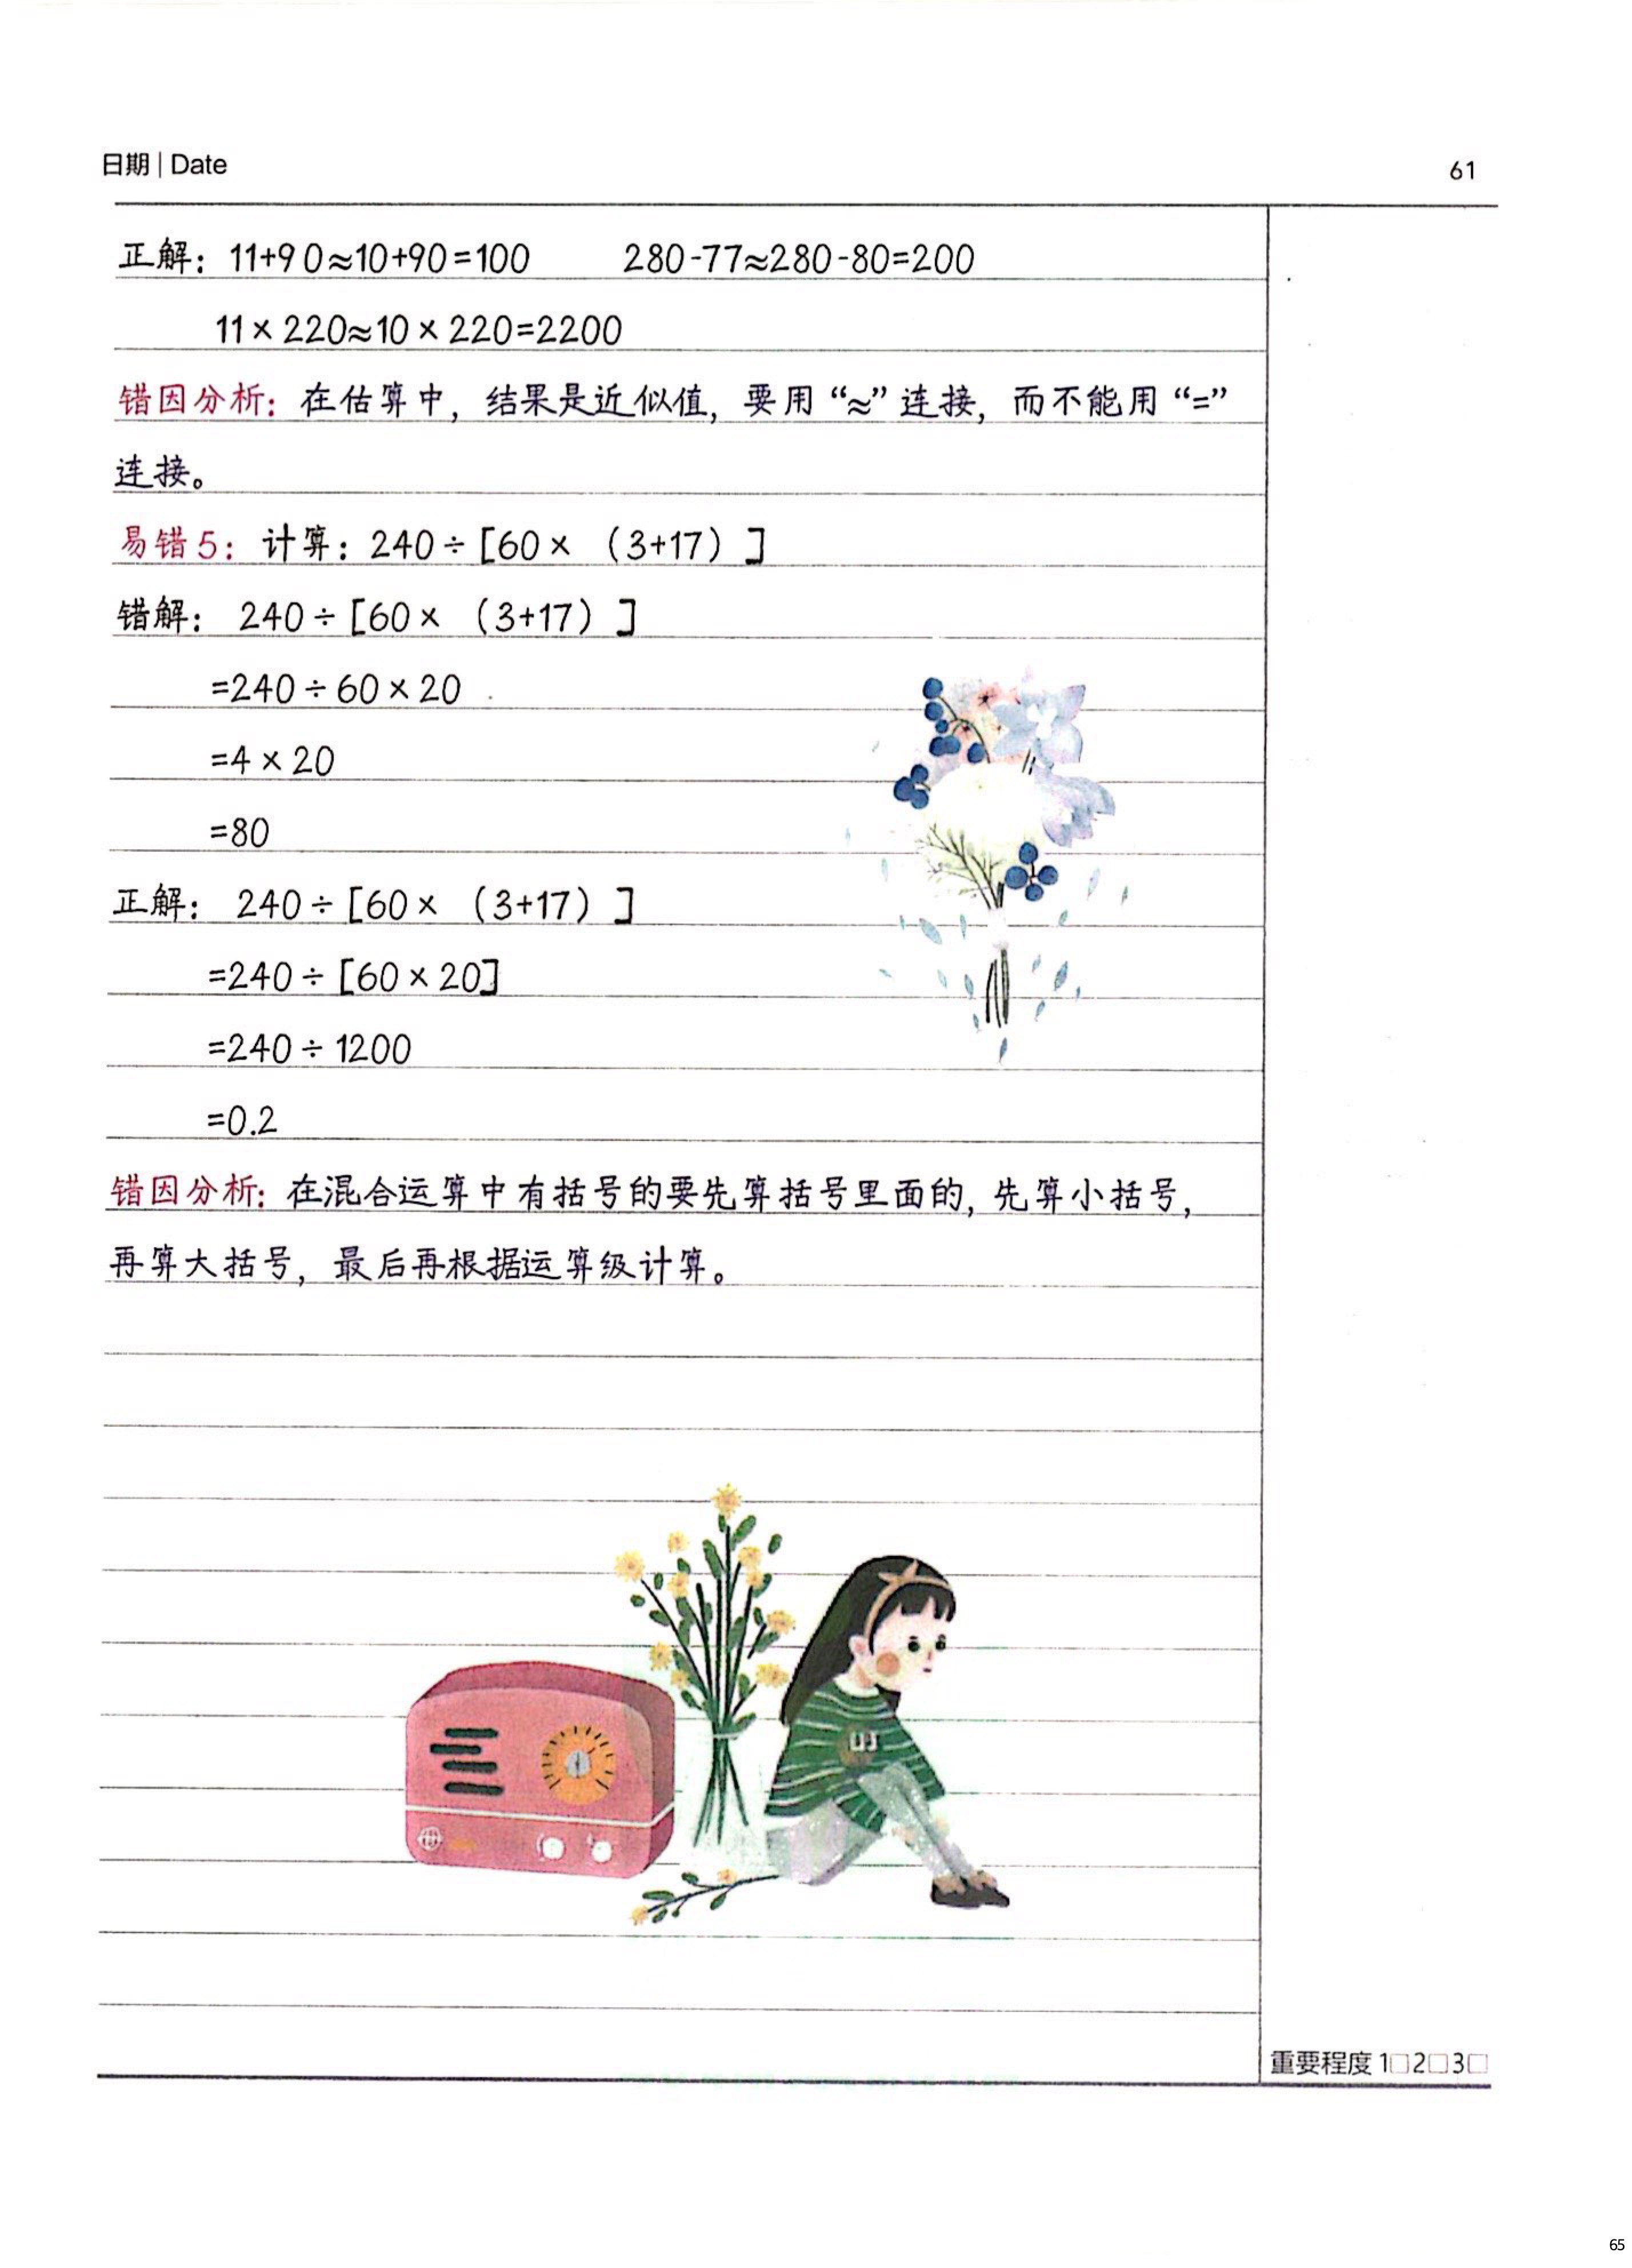 日期 | Date
61
正解：11+90≈10+90=100 280-77≈280-80=200
11×220≈10×220=2200
错因分析：在估算中，结果是近似值，要用“≈”连接，而不能用“=”
连接。
易错5：计算：240÷[60×（3+17）]
错解： 240÷[60×（3+17）]
=240÷60×20
=4×20
=80
正解： 240÷[60×（3+17）]
=240÷[60×20]
=240÷1200
=0.2
错因分析：在混合运算中有括号的要先算括号里面的，先算小括号，
再算大括号，最后再根据运算级计算。
重要程度 1□2□3□
65